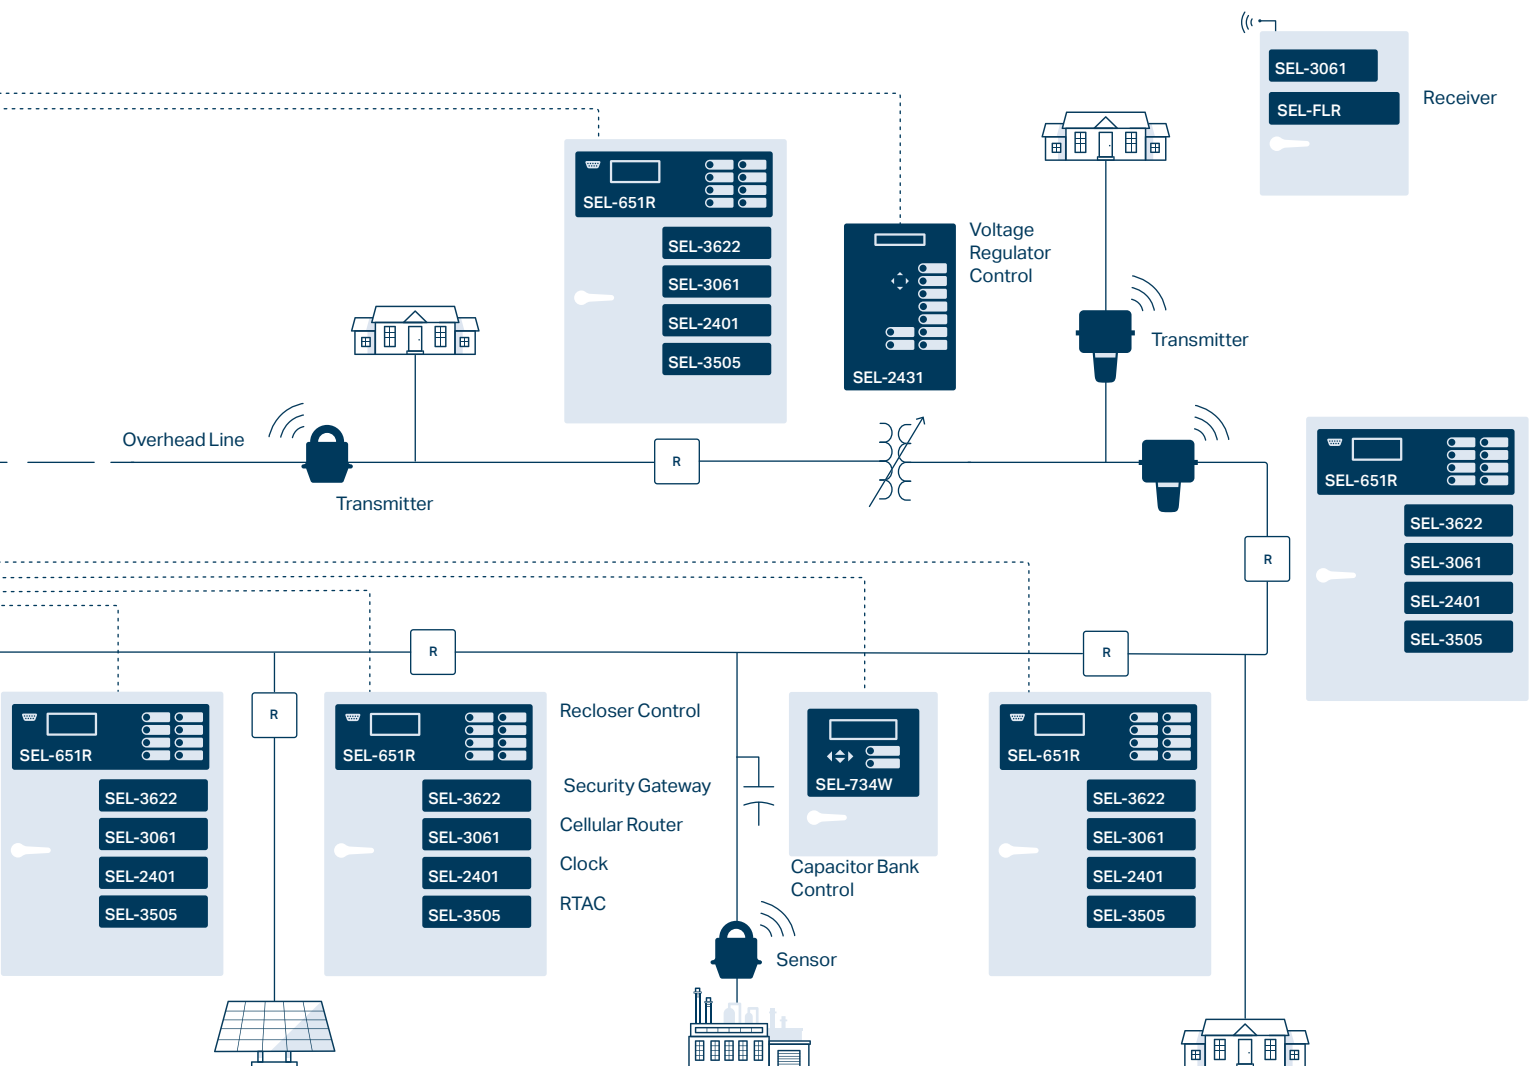 SEL-3061
SEL-FLR
Receiver
SEL-651R
SEL-3622
SEL-3061
SEL-2401
SEL-3505
Voltage
Regulator
Control
SEL-2431
Transmitter
Overhead Line
Transmitter
R
R
SEL-651R
SEL-3622
SEL-3061
SEL-2401
SEL-3505
R
R
R
SEL-651R
SEL-3622
SEL-3061
SEL-2401
SEL-3505
SEL-651R
SEL-3622
SEL-3061
SEL-2401
SEL-3505
Recloser Control
Security Gateway
Cellular Router
Clock
RTAC
SEL-734W
Capacitor Bank
Control
Sensor
SEL-651R
SEL-3622
SEL-3061
SEL-2401
SEL-3505